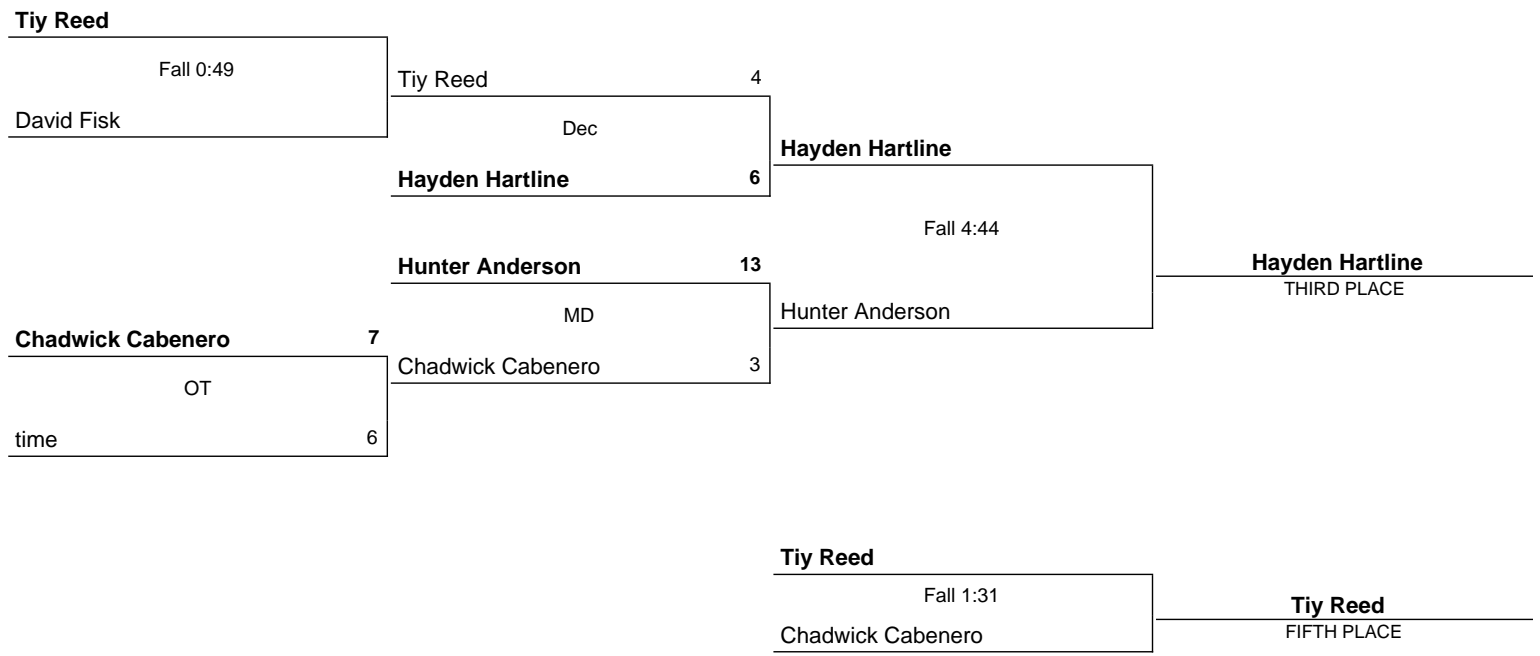 Tiy Reed
Fall 0:49
David Fisk
Tiy Reed 4
Dec
Hayden Hartline 6
Hayden Hartline
Fall 4:44
Hunter Anderson 13
MD
Chadwick Cabenero 3
Hunter Anderson
Hayden Hartline
THIRD PLACE
Chadwick Cabenero 7
OT
time 6
Tiy Reed
Fall 1:31
Chadwick Cabenero
Tiy Reed
FIFTH PLACE